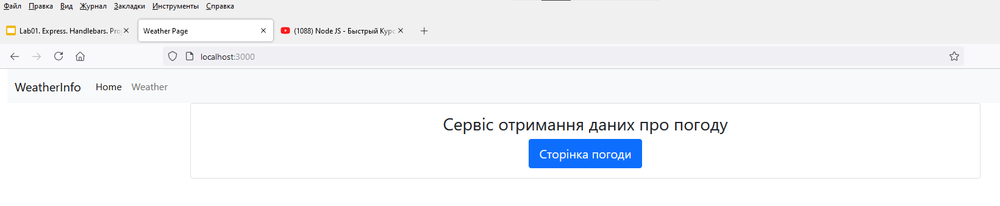 Файл Правка Вид Журнал Закладки Инструменты Справка
Lab01. Express. Handlebars. Proj
Weather Page
(1088) Node JS - Быстрый Курс
localhost:3000
WeatherInfo Home Weather
Сервіс отримання даних про погоду
Сторінка погоди